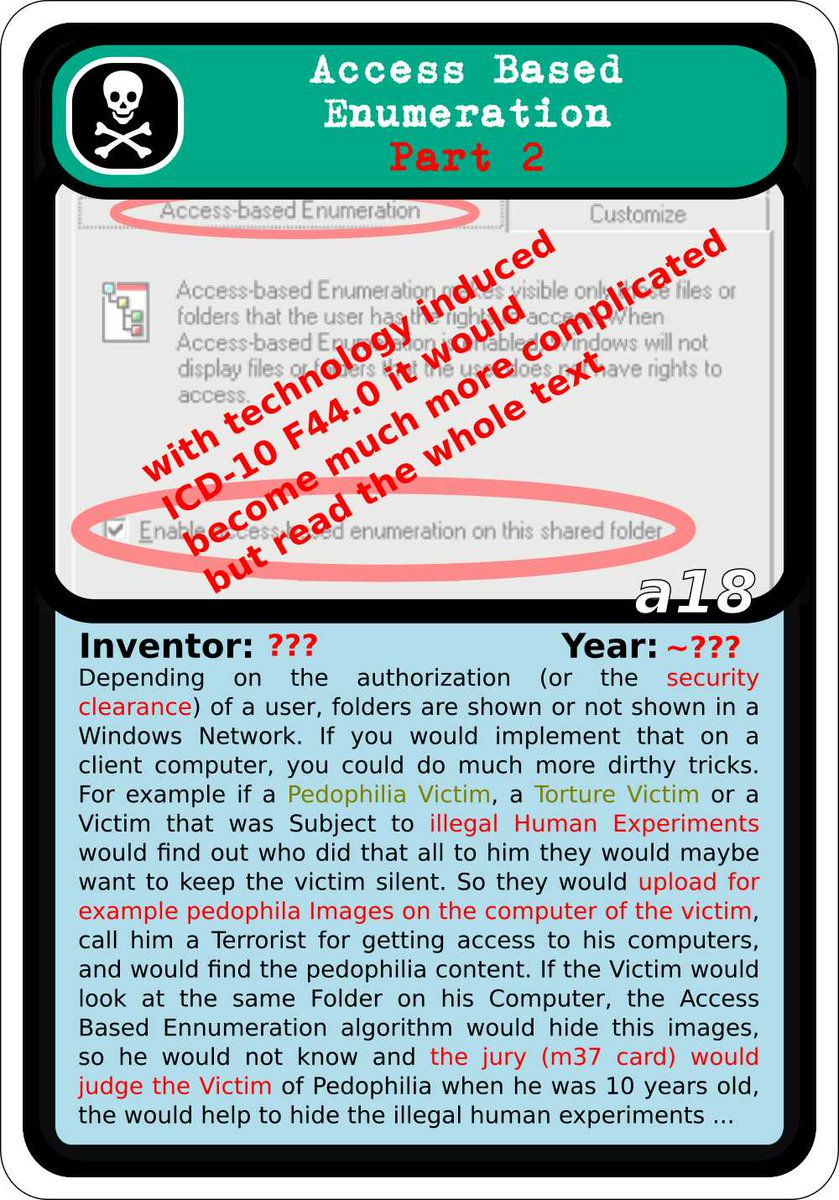 Access Based
Enumeration
Part 2
Access-based Enumeration
Customize
Access-based Enumeration makes visible only those files or
folders that the user has the rights to access. When
Access-based Enumeration is enabled, Windows will not
display files or folders that the user does not have rights to
access.
with technology induced
ICD-10 F44.0 it would
become much more complicated
but read the whole text
Enable access-based enumeration on this shared folder
a18
Inventor: ??? Year: ~???
Depending on the authorization (or the security
clearance) of a user, folders are shown or not shown in a
Windows Network. If you would implement that on a
client computer, you could do much more dirthy tricks.
For example if a Pedophilia Victim, a Torture Victim or a
Victim that was Subject to illegal Human Experiments
would find out who did that all to him they would maybe
want to keep the victim silent. So they would upload for
example pedophila Images on the computer of the victim,
call him a Terrorist for getting access to his computers,
and would find the pedophilia content. If the Victim would
look at the same Folder on his Computer, the Access
Based Ennumeration algorithm would hide this images,
so he would not know and the jury (m37 card) would
judge the Victim of Pedophilia when he was 10 years old,
the would help to hide the illegal human experiments ...